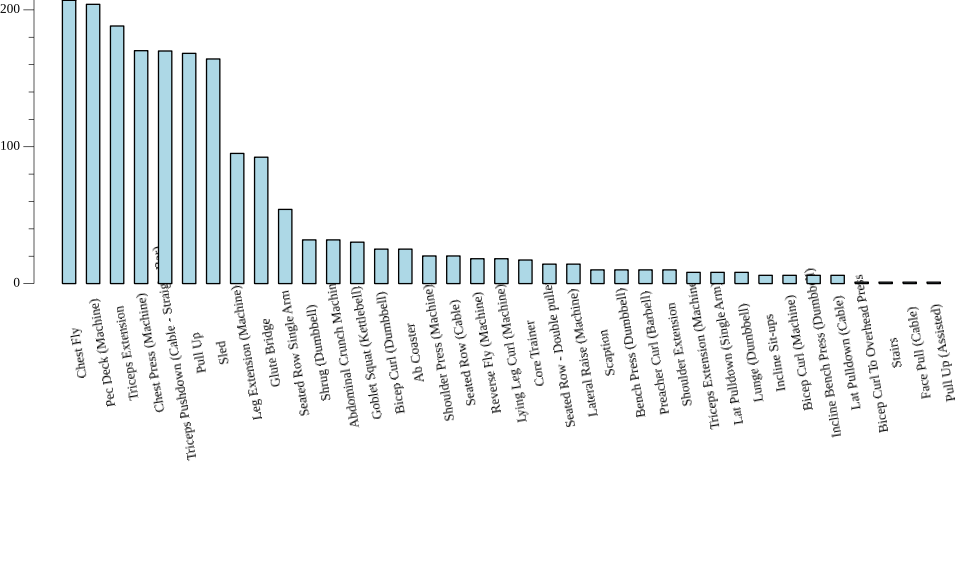 200
100
0
Chest Fly
Pec Deck (Machine)
Triceps Extension
Chest Press (Machine)
Triceps Pushdown (Cable - Straight Bar)
Pull Up
Sled
Leg Extension (Machine)
Glute Bridge
Seated Row Single Arm
Shrug (Dumbbell)
Abdominal Crunch Machin
Goblet Squat (Kettlebell)
Bicep Curl (Dumbbell)
Ab Coaster
Shoulder Press (Machine)
Seated Row (Cable)
Reverse Fly (Machine)
Lying Leg Curl (Machine)
Core Trainer
Seated Row - Double pulle
Lateral Raise (Machine)
Scaption
Bench Press (Dumbbell)
Preacher Curl (Barbell)
Shoulder Extension
Triceps Extension (Machine
Lat Pulldown (Single Arm)
Lunge (Dumbbell)
Incline Sit-ups
Bicep Curl (Machine)
Incline Bench Press (Dumbbell)
Lat Pulldown (Cable)
Bicep Curl To Overhead Press
Stairs
Face Pull (Cable)
Pull Up (Assisted)